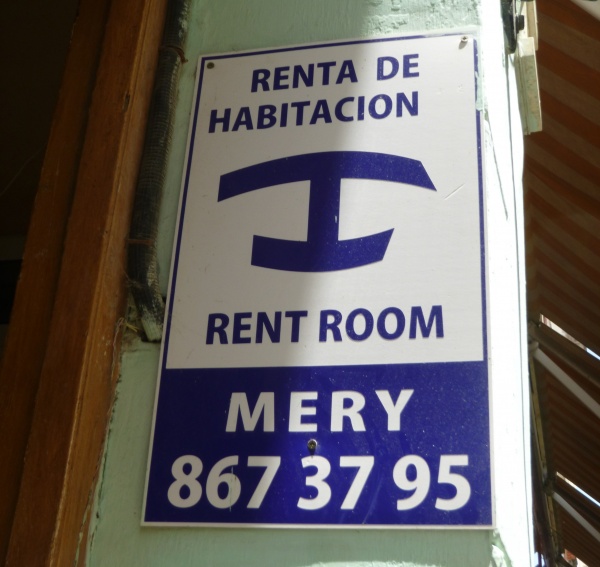 RENTA DE
HABITACION
RENT ROOM
MERY
867 37 95